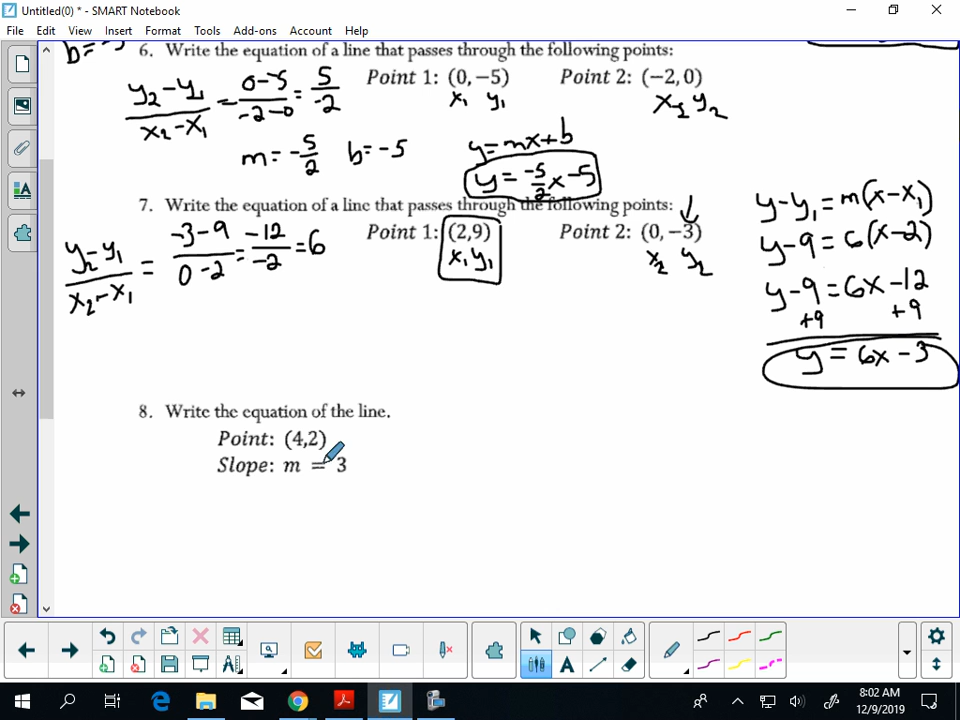 Untitled(0) * - SMART Notebook
File Edit View Insert Format Tools Add-ons Account Help
6. Write the equation of a line that passes through the following points:
Point 1: (0, −5) Point 2: (−2, 0)
x₁ y₁ x₂ y₂
y₂ − y₁ / x₂ − x₁ = 0 − -5 / -2 − 0 = 5 / -2
m = -5/2 b = -5
y = mx + b
y = -5/2 x - 5
7. Write the equation of a line that passes through the following points:
Point 1: (2,9) Point 2: (0, −3)
x₁ y₁ x₂ y₂
y₂ − y₁ / x₂ − x₁ = -3 − 9 / 0 − 2 = -12 / -2 = 6
y − y₁ = m(x − x₁)
y − 9 = 6(x − 2)
y − 9 = 6x − 12
+9 +9
y = 6x − 3
8. Write the equation of the line.
Point: (4,2)
Slope: m = 3
8:02 AM
12/9/2019